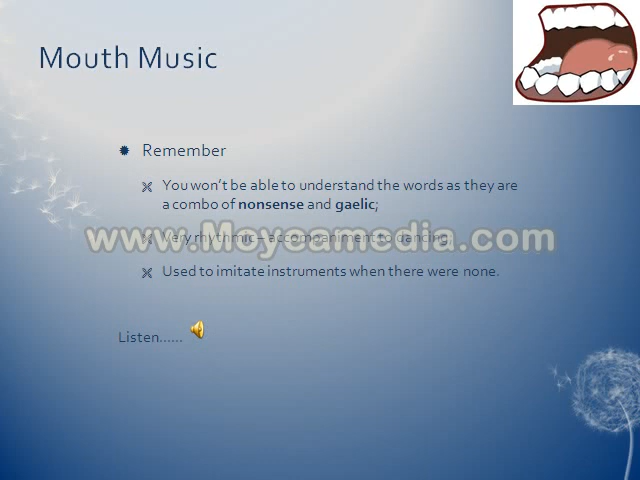 Mouth Music
Remember
You won't be able to understand the words as they are
a combo of nonsense and gaelic;
Very rhythmic – accompaniment to dancing;
www.Moyeamedia.com
Used to imitate instruments when there were none.
Listen......